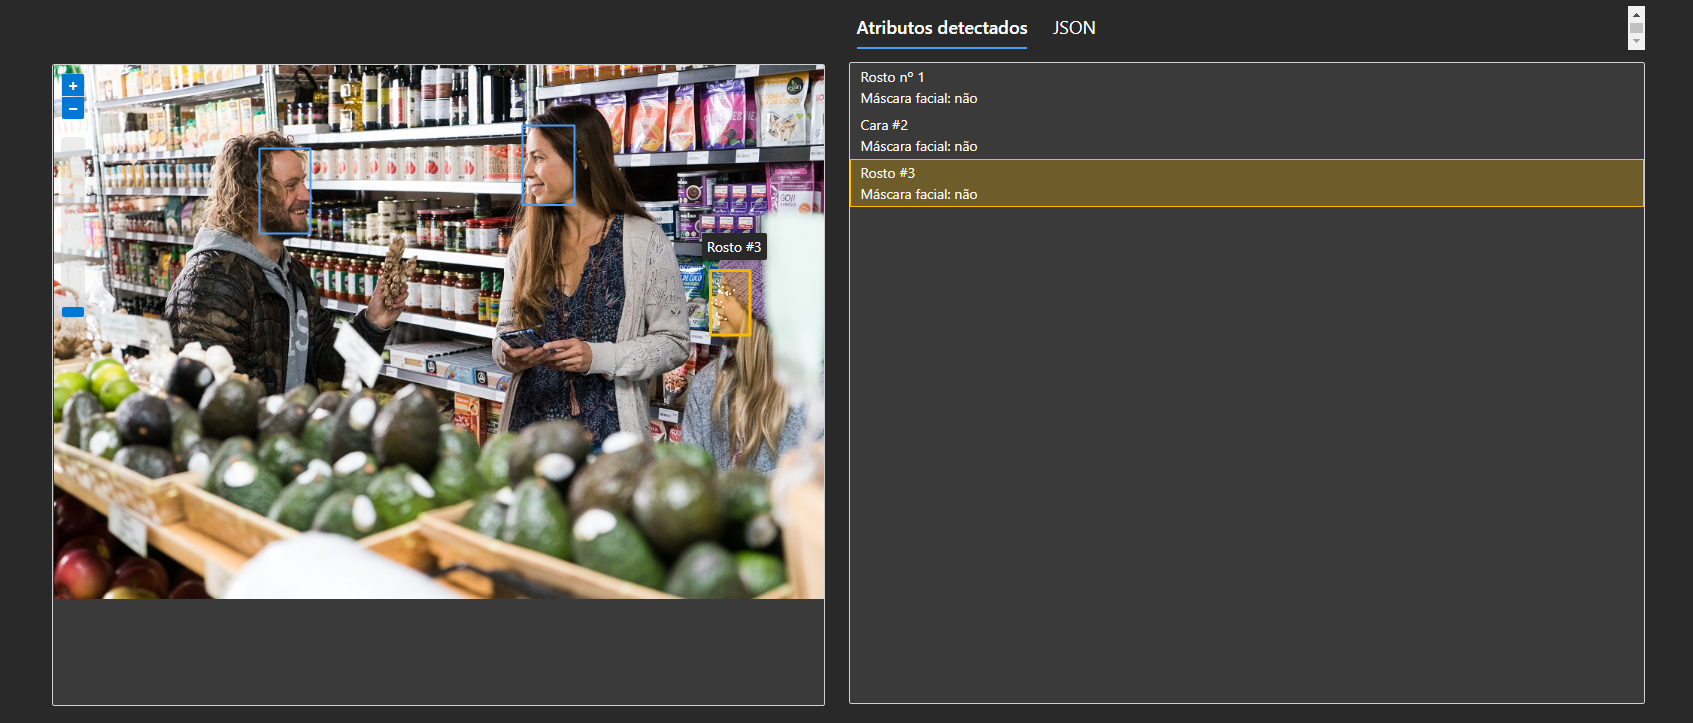 Atributos detectados
JSON
+
−
Rosto nº 1
Máscara facial: não
Cara #2
Máscara facial: não
Rosto #3
Máscara facial: não
Rosto #3
GOJI